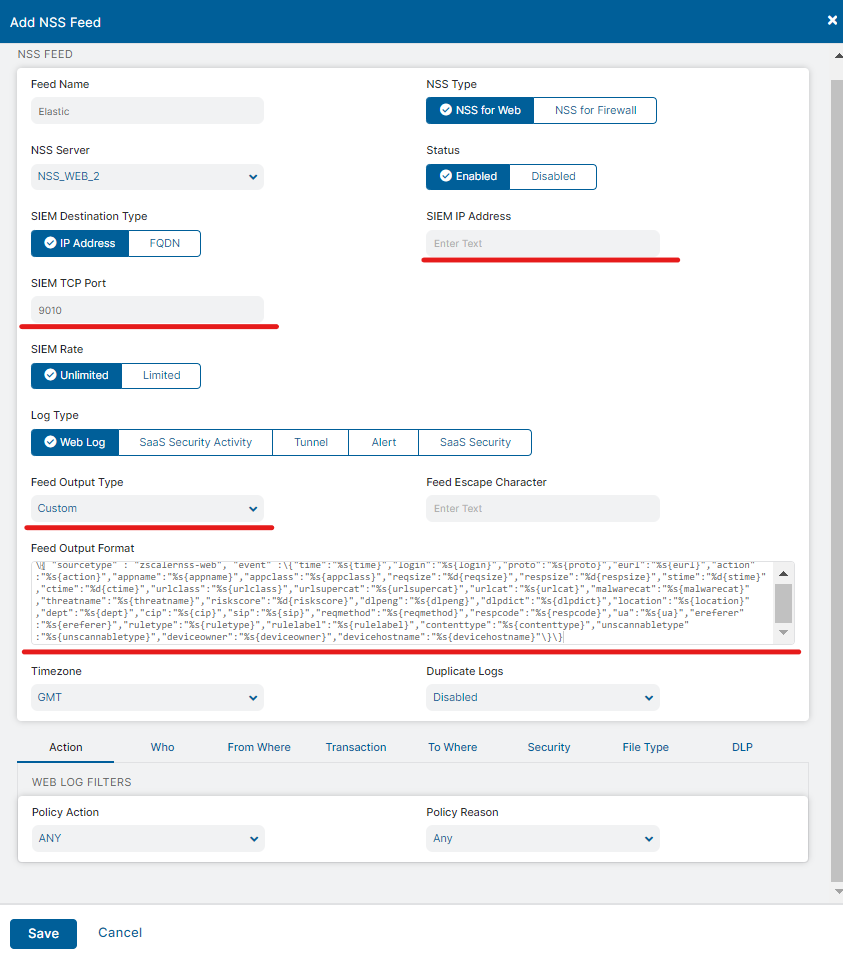 Add NSS Feed
NSS FEED
Feed Name
NSS Type
Elastic
NSS for Web
NSS for Firewall
NSS Server
Status
NSS_WEB_2
Enabled
Disabled
SIEM Destination Type
SIEM IP Address
IP Address
FQDN
Enter Text
SIEM TCP Port
9010
SIEM Rate
Unlimited
Limited
Log Type
Web Log
SaaS Security Activity
Tunnel
Alert
SaaS Security
Feed Output Type
Feed Escape Character
Custom
Enter Text
Feed Output Format
\{ "sourcetype" : "zscalernss-web", "event" :\{"time":"%s{time}","login":"%s{login}","proto":"%s{proto}","eurl":"%s{eurl}","action"
:"%s{action}","appname":"%s{appname}","appclass":"%s{appclass}","reqsize":"%d{reqsize}","respsize":"%d{respsize}","stime":"%d{stime}"
,"ctime":"%d{ctime}","urlclass":"%s{urlclass}","urlsupercat":"%s{urlsupercat}","urlcat":"%s{urlcat}","malwarecat":"%s{malwarecat}"
,"threatname":"%s{threatname}","riskscore":"%d{riskscore}","dlpeng":"%s{dlpeng}","dlpdict":"%s{dlpdict}","location":"%s{location}"
,"dept":"%s{dept}","cip":"%s{cip}","sip":"%s{sip}","reqmethod":"%s{reqmethod}","respcode":"%s{respcode}","ua":"%s{ua}","ereferer"
:"%s{ereferer}","ruletype":"%s{ruletype}","rulelabel":"%s{rulelabel}","contenttype":"%s{contenttype}","unscannabletype"
:"%s{unscannabletype}","deviceowner":"%s{deviceowner}","devicehostname":"%s{devicehostname}"\}\}
Timezone
Duplicate Logs
GMT
Disabled
Action
Who
From Where
Transaction
To Where
Security
File Type
DLP
WEB LOG FILTERS
Policy Action
Policy Reason
ANY
Any
Save
Cancel